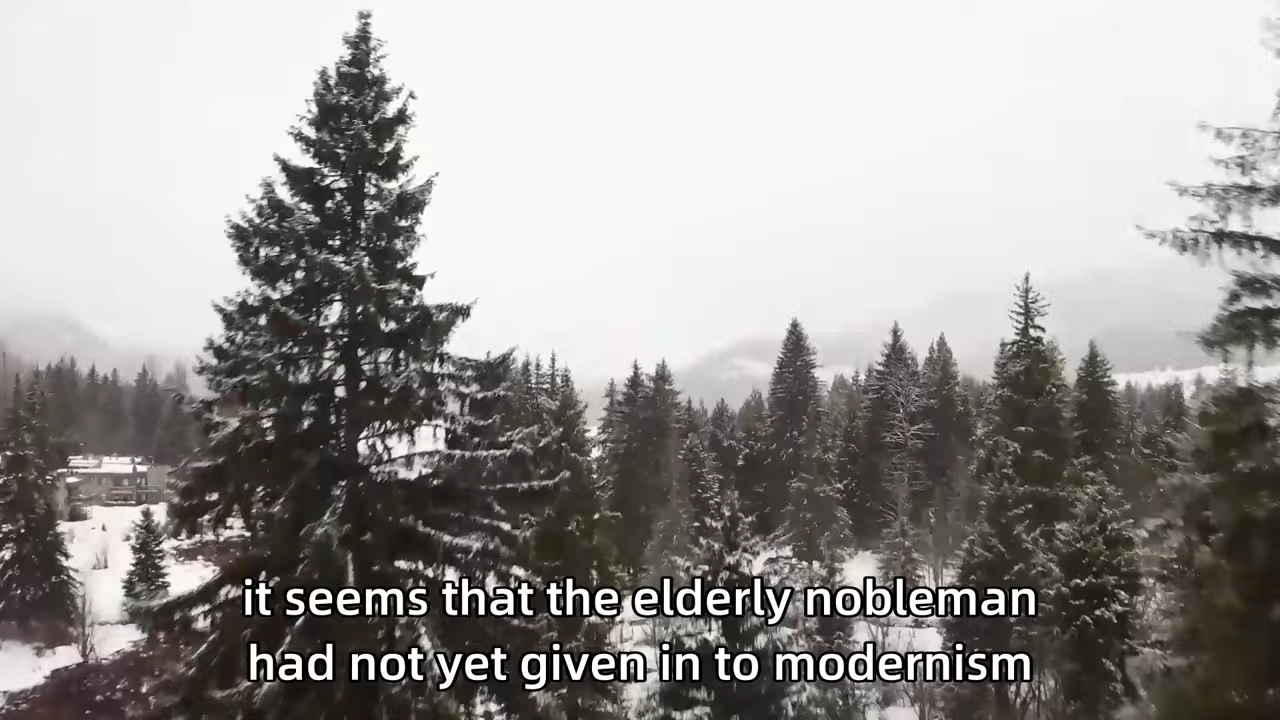 it seems that the elderly nobleman
had not yet given in to modernism